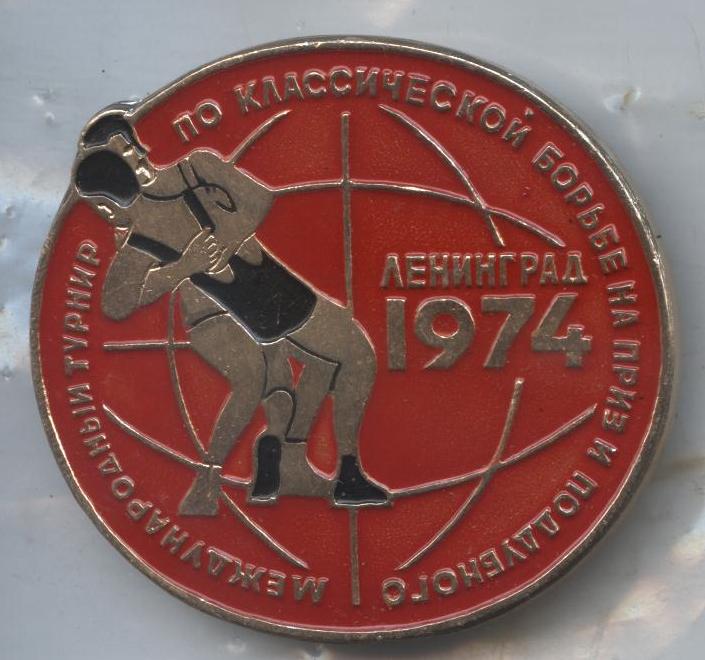 МЕЖДУНАРОДНЫЙ ТУРНИР ПО КЛАССИЧЕСКОЙ БОРЬБЕ НА ПРИЗ И ПОДДУБНОГО
ЛЕНИНГРАД
1974